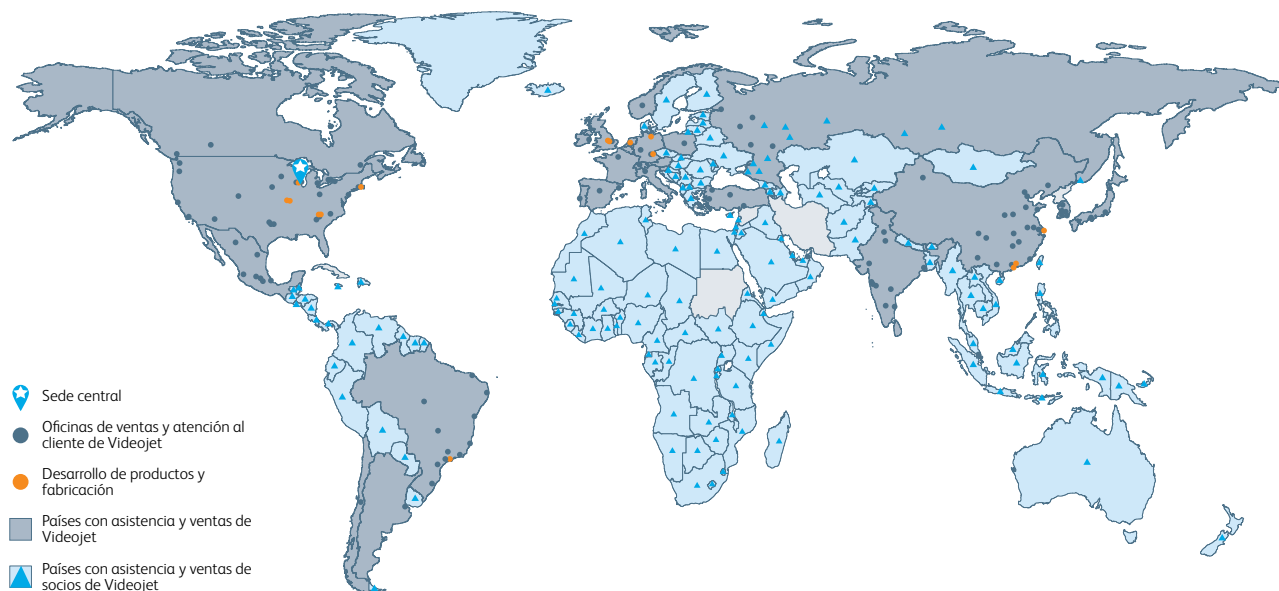 Sede central
Oficinas de ventas y atención al
cliente de Videojet
Desarrollo de productos y
fabricación
Países con asistencia y ventas de
Videojet
Países con asistencia y ventas de
socios de Videojet